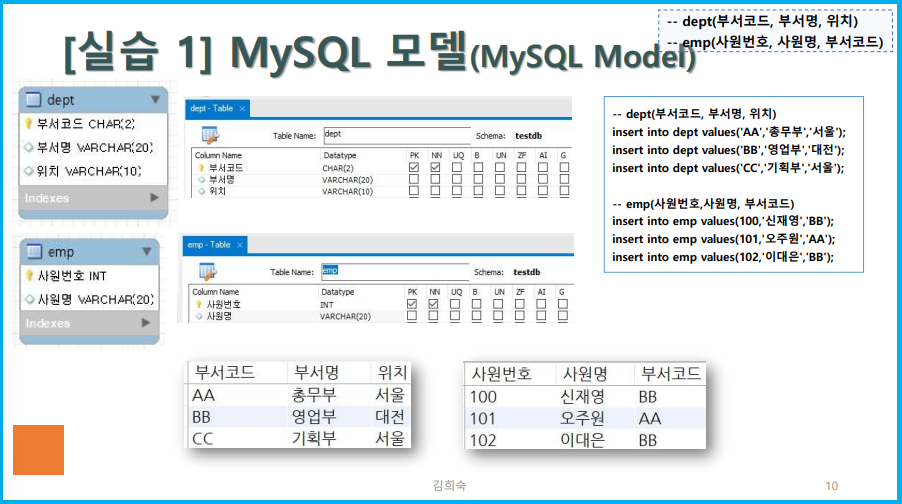 -- dept(부서코드, 부서명, 위치)
-- emp(사원번호, 사원명, 부서코드)
[실습 1] MySQL 모델(MySQL Model)
dept
부서코드 CHAR(2)
부서명 VARCHAR(20)
위치 VARCHAR(10)
Indexes
dept - Table ×
Table Name: dept Schema: testdb
Column Name Datatype PK NN UQ B UN ZF AI G
부서코드 CHAR(2)
부서명 VARCHAR(20)
위치 VARCHAR(10)
-- dept(부서코드, 부서명, 위치)
insert into dept values('AA','총무부','서울');
insert into dept values('BB','영업부','대전');
insert into dept values('CC','기획부','서울');
-- emp(사원번호,사원명, 부서코드)
insert into emp values(100,'신재영','BB');
insert into emp values(101,'오주원','AA');
insert into emp values(102,'이대은','BB');
emp
사원번호 INT
사원명 VARCHAR(20)
Indexes
emp - Table ×
Table Name: emp Schema: testdb
Column Name Datatype PK NN UQ B UN ZF AI G
사원번호 INT
사원명 VARCHAR(20)
부서코드 부서명 위치
AA 총무부 서울
BB 영업부 대전
CC 기획부 서울
사원번호 사원명 부서코드
100 신재영 BB
101 오주원 AA
102 이대은 BB
김희숙
10